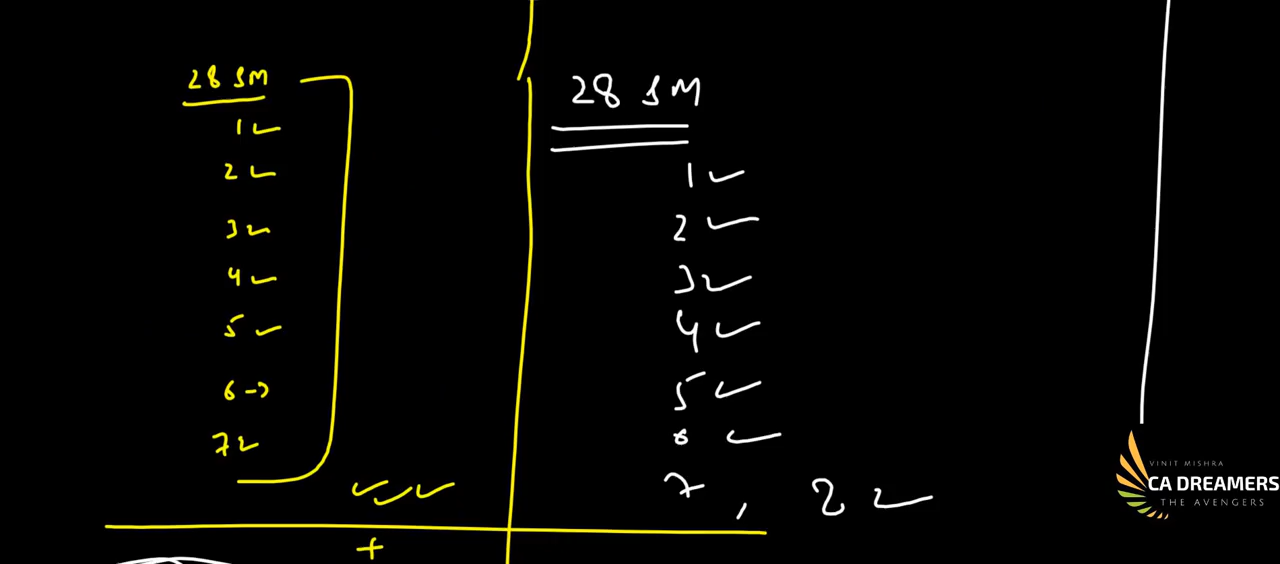 28 SM
1 ✓
2 ✓
3 ✓
4 ✓
5 ✓
6 →
7 ✓
✓✓✓
+
28 SM
1 ✓
2 ✓
3 ✓
4 ✓
5 ✓
6 ✓
7 , 2 ✓
VINIT MISHRA
CA DREAMERS
THE AVENGERS